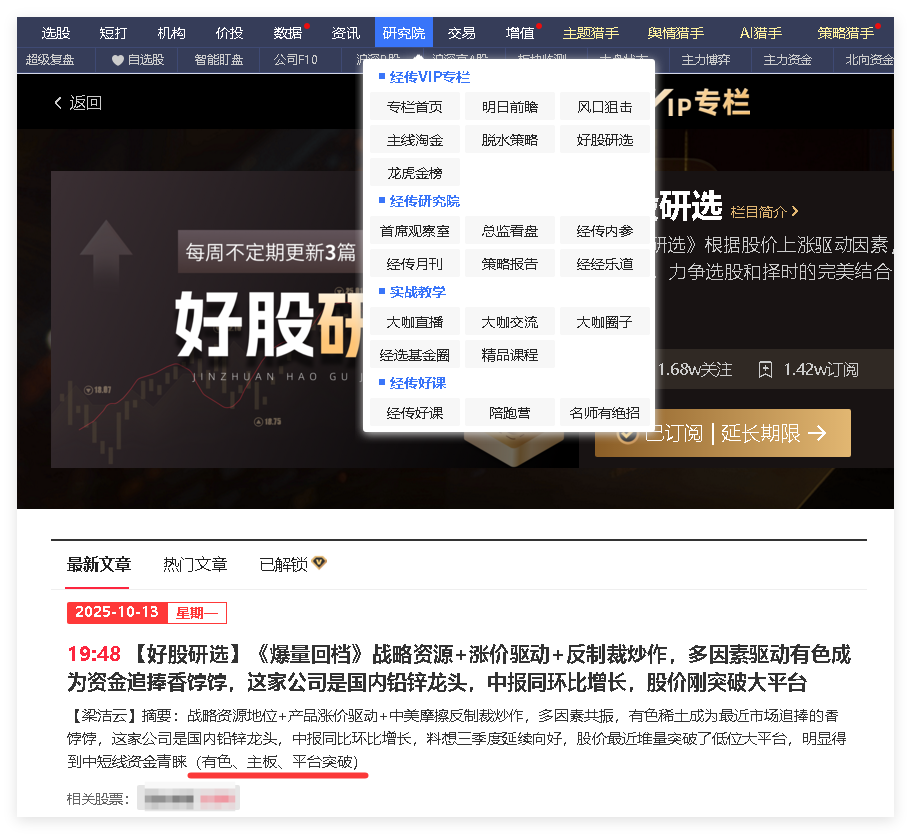 选股 短打 机构 价投 数据 资讯 研究院 交易 增值 主题猎手 舆情猎手 AI猎手 策略猎手
超级复盘 自选股 智能盯盘 公司F10 主力博弈 主力资金 北向资金
返回
VIP专栏
经传VIP专栏
专栏首页 明日前瞻 风口狙击
主线淘金 脱水策略 好股研选
龙虎金榜
经传研究院
首席观察室 总监看盘 经传内参
经传月刊 策略报告 经经乐道
实战教学
大咖直播 大咖交流 大咖圈子
经选基金圈 精品课程
经传好课
经传好课 陪跑营 名师有绝招
每周不定期更新3篇
好股研
JINZHUAN HAO GU J
18.97
18.75
股研选 栏目简介
研选》根据股价上涨驱动因素,
力争选股和择时的完美结合
1.68w关注 1.42w订阅
已订阅 | 延长期限
最新文章 热门文章 已解锁
2025-10-13 星期一
19:48 【好股研选】《爆量回档》战略资源+涨价驱动+反制裁炒作，多因素驱动有色成
为资金追捧香饽饽，这家公司是国内铅锌龙头，中报同环比增长，股价刚突破大平台
【梁洁云】摘要：战略资源地位+产品涨价驱动+中美摩擦反制裁炒作，多因素共振，有色稀土成为最近市场追捧的香
饽饽，这家公司是国内铅锌龙头，中报同比环比增长，料想三季度延续向好，股价最近堆量突破了低位大平台，明显得
到中短线资金青睐（有色、主板、平台突破）
相关股票：